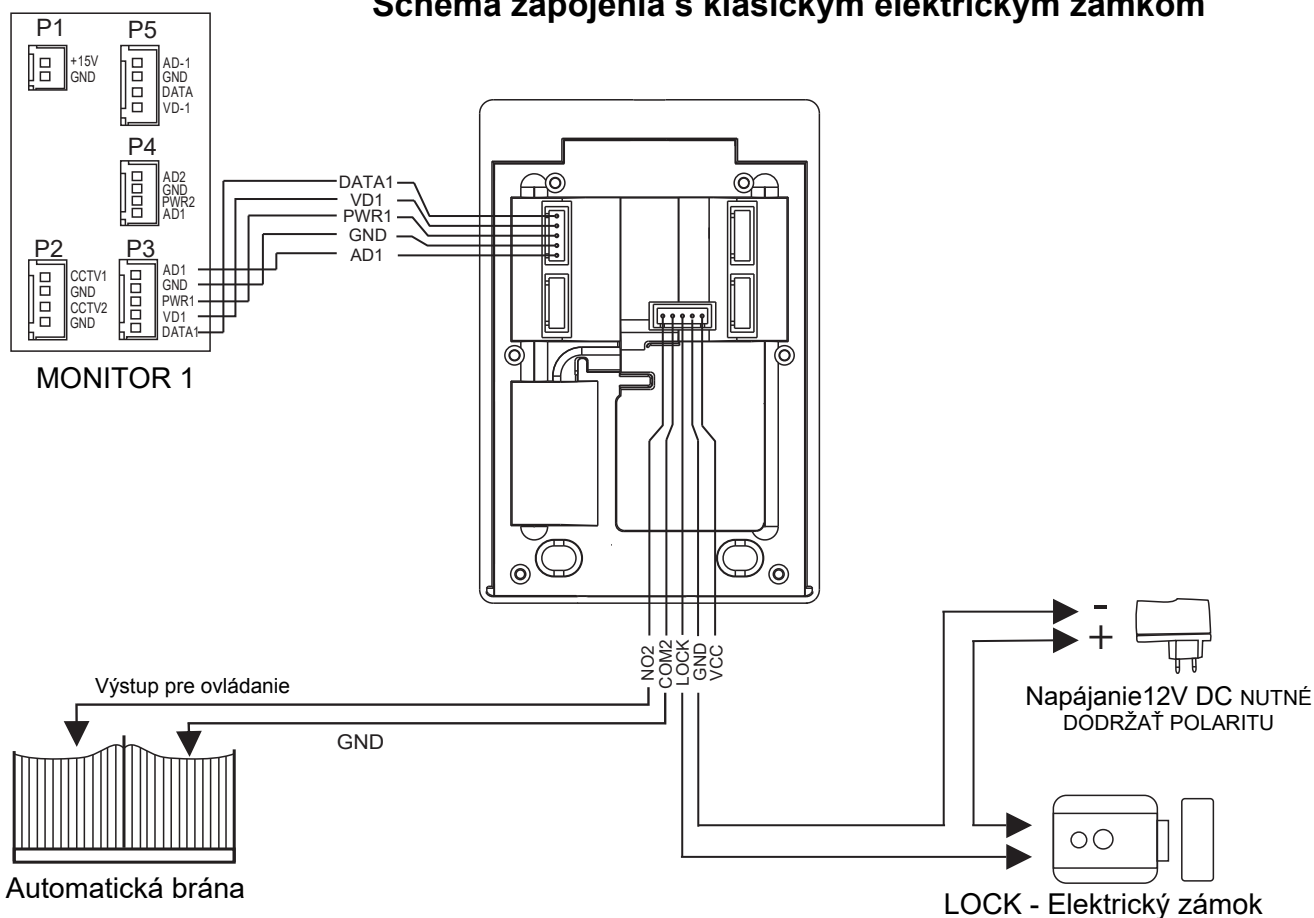 Schéma zapojenia s klasickým elektrickým zámkom
P1
+15V
GND
P5
AD-1
GND
DATA
VD-1
P4
AD2
GND
PWR2
AD1
P2
CCTV1
GND
CCTV2
GND
P3
AD1
GND
PWR1
VD1
DATA1
MONITOR 1
DATA1
VD1
PWR1
GND
AD1
NO2
COM2
LOCK
GND
VCC
Výstup pre ovládanie
GND
Automatická brána
-
+
Napájanie12V DC NUTNÉ
DODRŽAŤ POLARITU
LOCK - Elektrický zámok